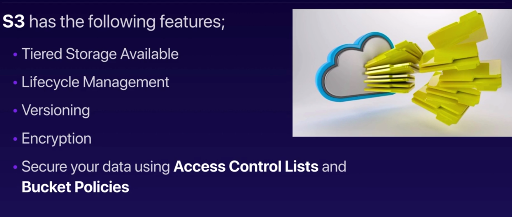 S3 has the following features;
• Tiered Storage Available
• Lifecycle Management
• Versioning
• Encryption
• Secure your data using Access Control Lists and
Bucket Policies